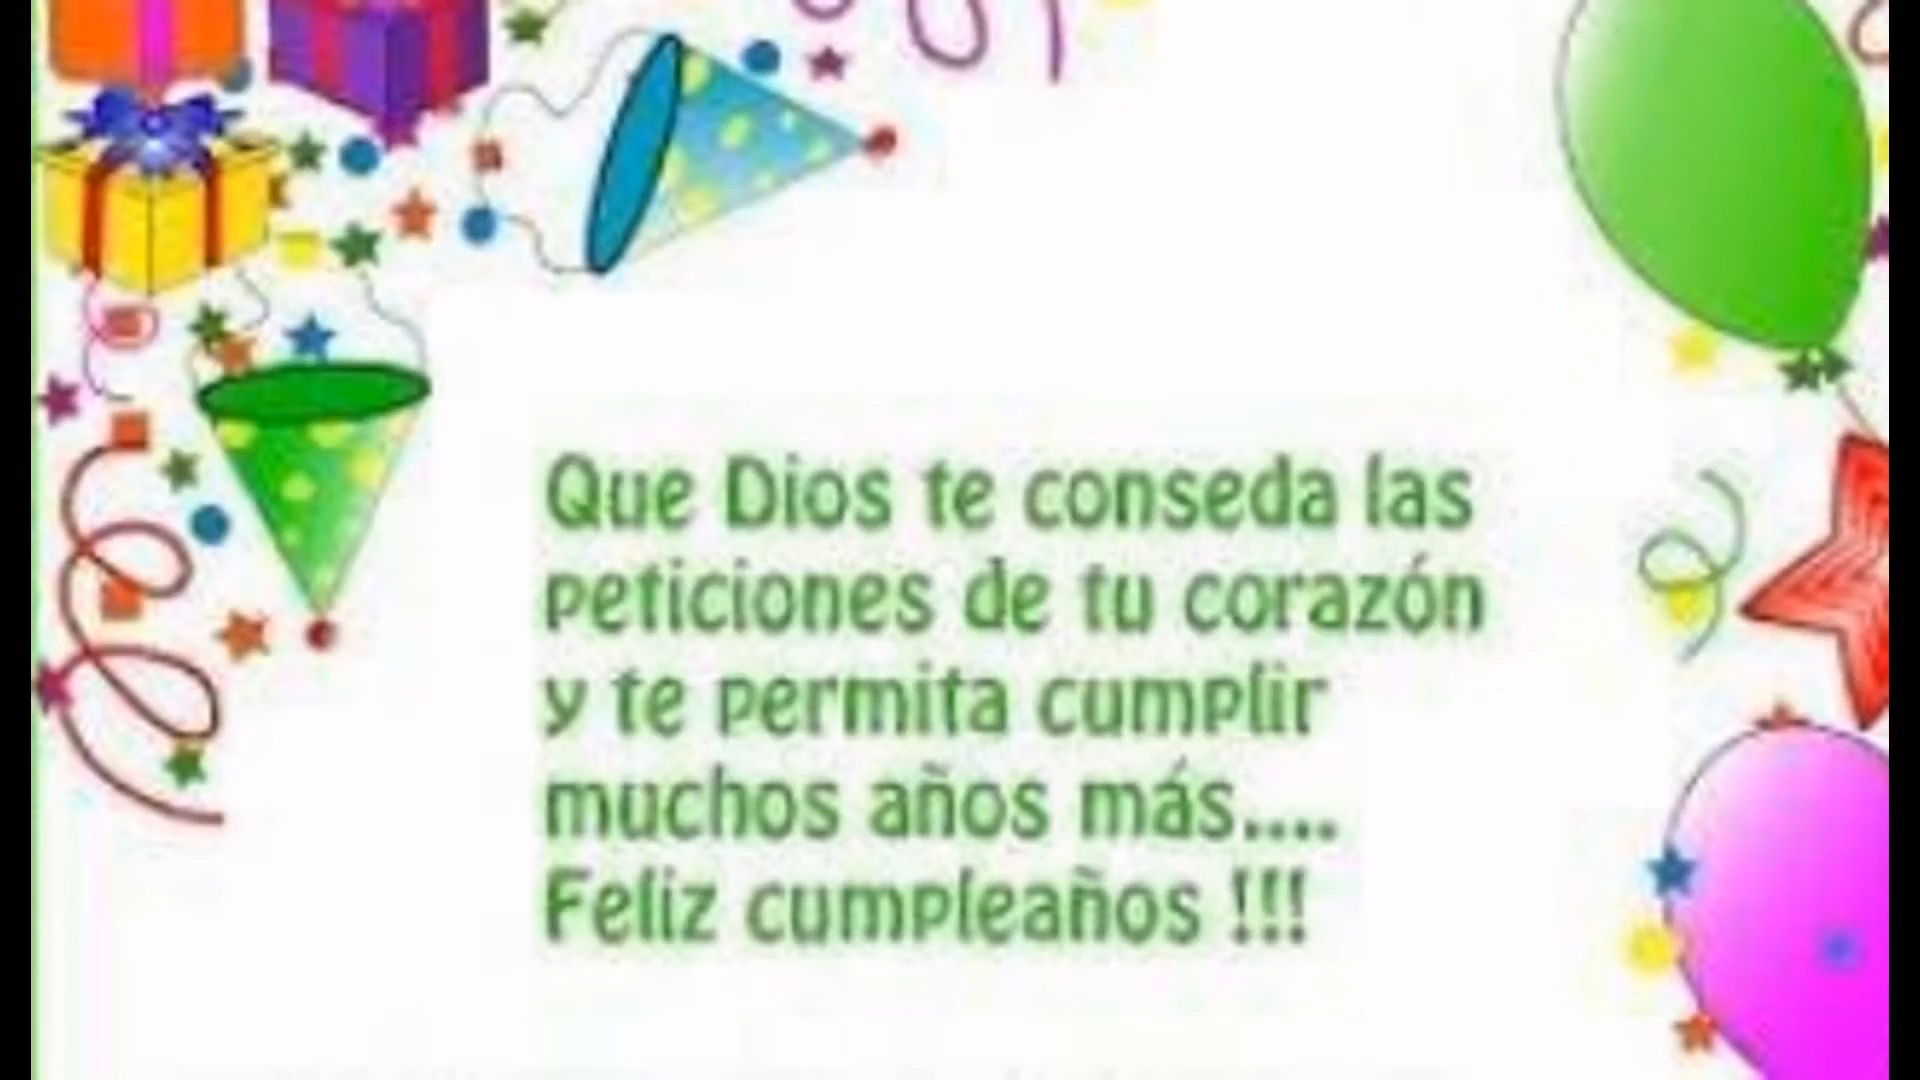 Que Dios te conseda las
peticiones de tu corazón
y te permita cumplir
muchos años más....
Feliz cumpleaños !!!